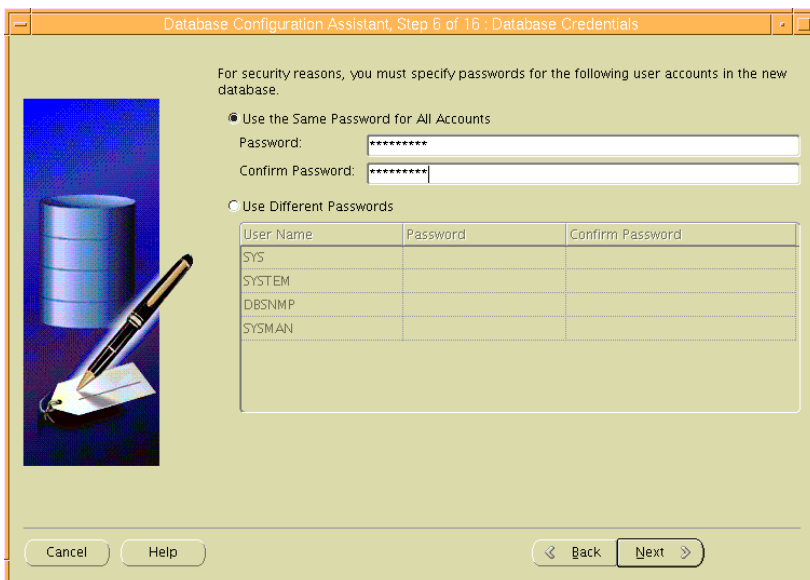 Database Configuration Assistant, Step 6 of 16 : Database Credentials
For security reasons, you must specify passwords for the following user accounts in the new
database.
Use the Same Password for All Accounts
Password: *********
Confirm Password: *********
Use Different Passwords
User Name Password Confirm Password
SYS
SYSTEM
DBSNMP
SYSMAN
Cancel Help Back Next